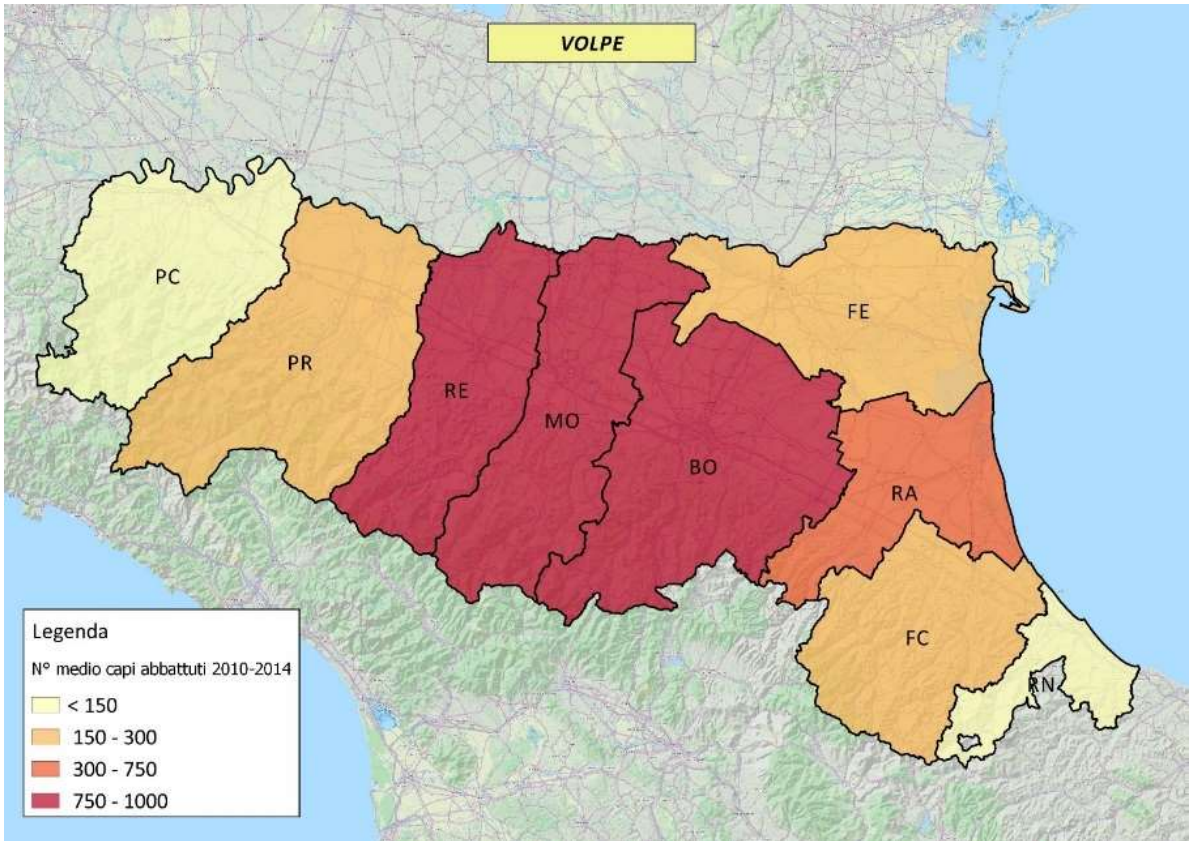 VOLPE
PC
PR
RE
MO
BO
FE
RA
FC
RN
Legenda
N° medio capi abbattuti 2010-2014
< 150
150 - 300
300 - 750
750 - 1000